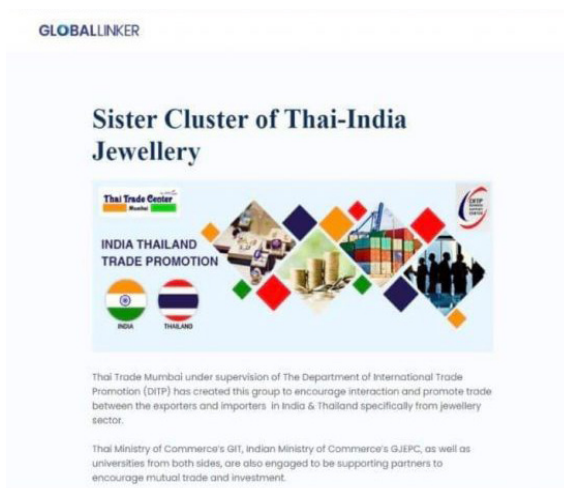 GLOBALLINKER
Sister Cluster of Thai-India
Jewellery
Thai Trade Center
Mumbai
DITP
INDIA THAILAND
TRADE PROMOTION
INDIA
THAILAND
Thai Trade Mumbai under supervision of The Department of International Trade
Promotion (DITP) has created this group to encourage interaction and promote trade
between the exporters and importers in India & Thailand specifically from jewellery
sector.
Thai Ministry of Commerce's GIT, Indian Ministry of Commerce's GJEPC, as well as
universities from both sides, are also engaged to be supporting partners to
encourage mutual trade and investment.